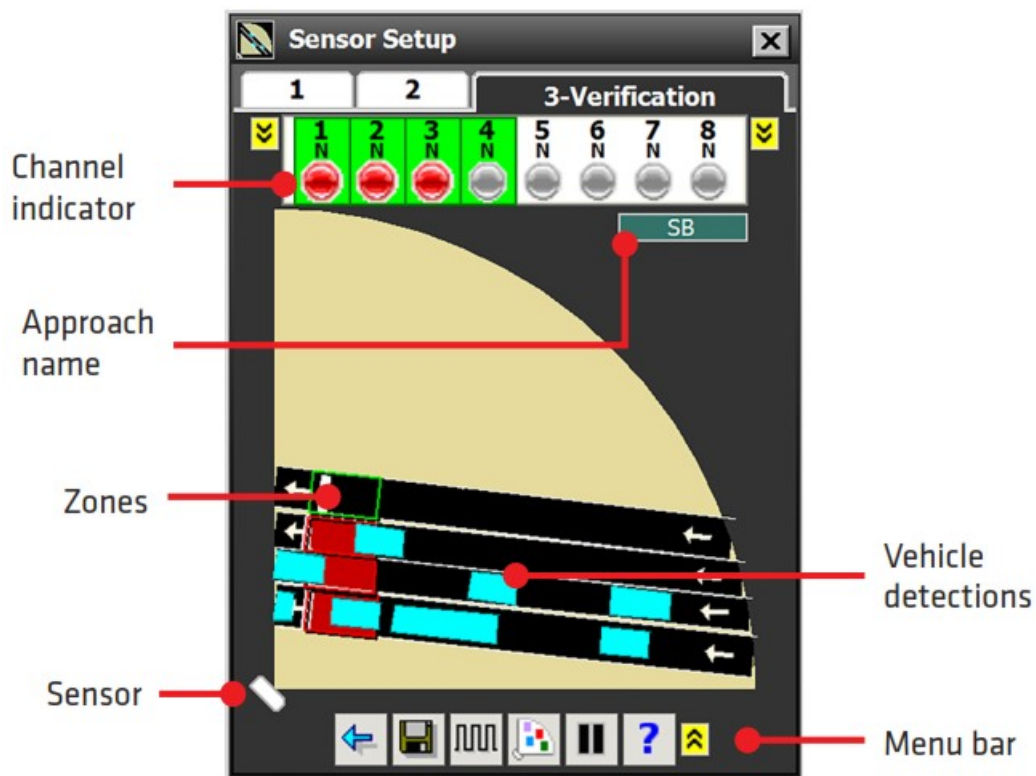 Sensor Setup
1 2 3-Verification
1 2 3 4 5 6 7 8
N N N N N N N N
Channel
indicator
SB
Approach
name
Zones
Vehicle
detections
Sensor
?
Menu bar